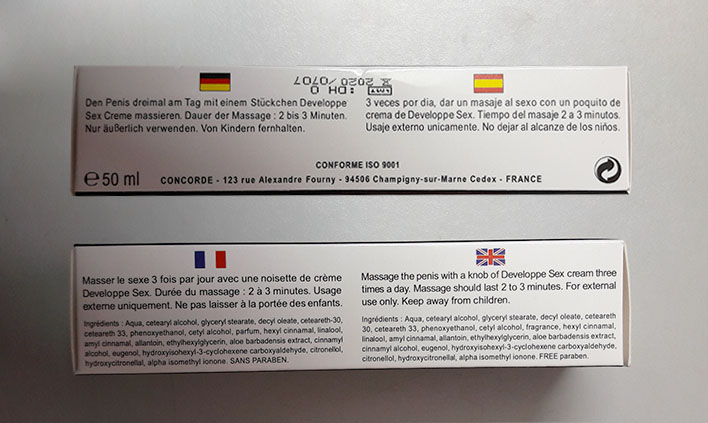 Den Penis dreimal am Tag mit einem Stückchen Developpe
Sex Creme massieren. Dauer der Massage : 2 bis 3 Minuten.
Nur äußerlich verwenden. Von Kindern fernhalten.
3 veces por dia, dar un masaje al sexo con un poquito de
crema de Developpe Sex. Tiempo del masaje 2 a 3 minutos.
Usaje externo unicamente. No dejar al alcance de los niños.
CONFORME ISO 9001
℮ 50 ml
CONCORDE - 123 rue Alexandre Fourny - 94506 Champigny-sur-Marne Cedex - FRANCE
Masser le sexe 3 fois par jour avec une noisette de crème
Developpe Sex. Durée du massage : 2 à 3 minutes. Usage
externe uniquement. Ne pas laisser à la portée des enfants.
Ingrédients : Aqua, cetearyl alcohol, glyceryl stearate, decyl oleate, ceteareth-30,
ceteareth 33, phenoxyethanol, cetyl alcohol, parfum, hexyl cinnamal, linalool,
amyl cinnamal, allantoin, ethylhexylglycerin, aloe barbadensis extract, cinnamyl
alcohol, eugenol, hydroxyisohexyl-3-cyclohexene carboxyaldehyde, citronellol,
hydroxycitronellal, alpha isomethyl ionone. SANS PARABEN.
Massage the penis with a knob of Developpe Sex cream three
times a day. Massage should last 2 to 3 minutes. For external
use only. Keep away from children.
Ingrédients : Aqua, cetearyl alcohol, glyceryl stearate, decyl oleate, ceteareth-
30, ceteareth 33, phenoxyethanol, cetyl alcohol, fragrance, hexyl cinnamal,
linalool, amyl cinnamal, allantoin, ethylhexylglycerin, aloe barbadensis extract,
cinnamyl alcohol, eugenol, hydroxyisohexyl-3-cyclohexene carboxyaldehyde,
citronellol, hydroxycitronellal, alpha isomethyl ionone. FREE paraben.